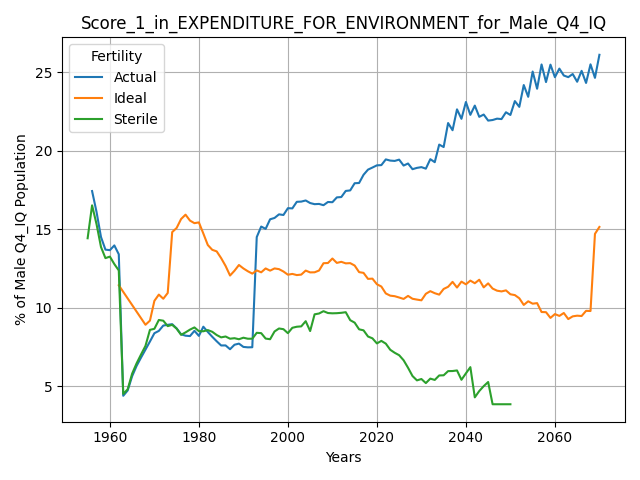 Score_1_in_EXPENDITURE_FOR_ENVIRONMENT_for_Male_Q4_IQ
Fertility
Actual
Ideal
Sterile
% of Male Q4_IQ Population
25
20
15
10
5
1960
1980
2000
2020
2040
2060
Years